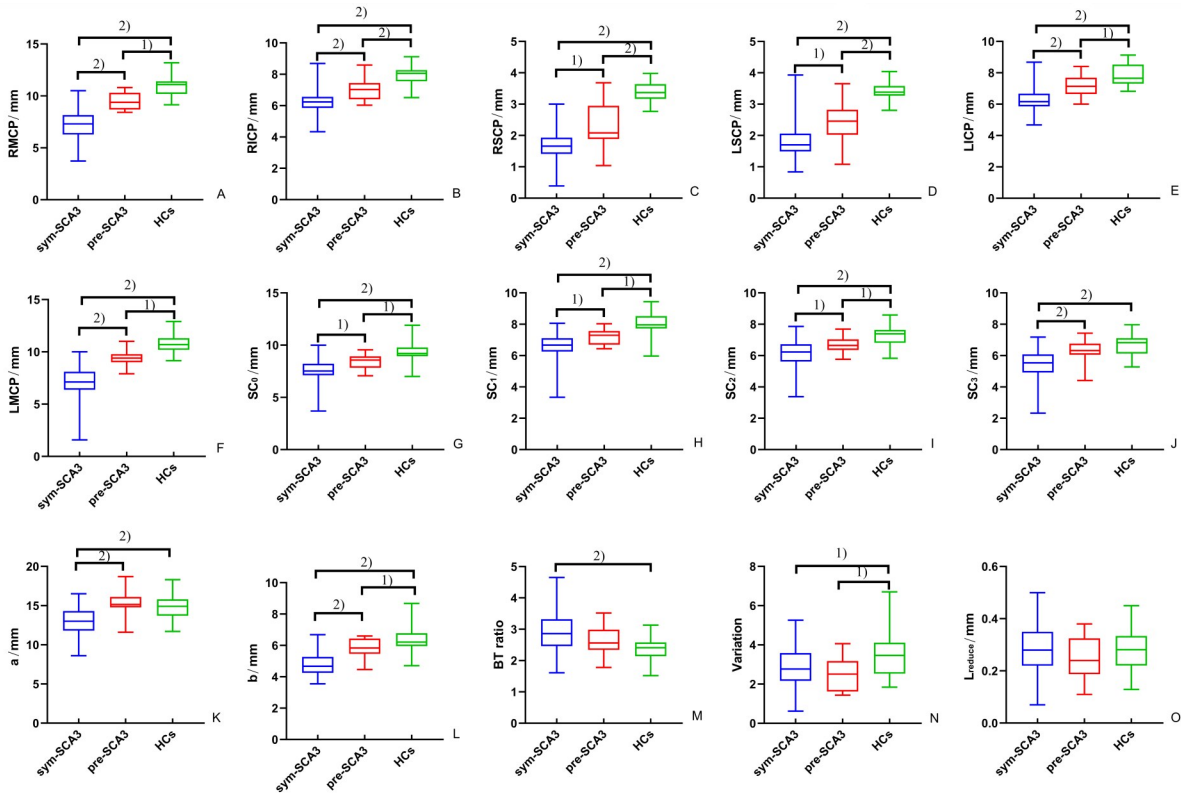 2)
2)
1)
15
10
5
0
RMCP/mm
sym-SCA3
pre-SCA3
HCs
A
2)
2)
2)
10
8
6
4
2
0
RICP/mm
sym-SCA3
pre-SCA3
HCs
B
2)
1)
2)
5
4
3
2
1
0
RSCP/mm
sym-SCA3
pre-SCA3
HCs
C
2)
1)
2)
5
4
3
2
1
0
LSCP/mm
sym-SCA3
pre-SCA3
HCs
D
2)
2)
1)
10
8
6
4
2
0
LICP/mm
sym-SCA3
pre-SCA3
HCs
E
2)
2)
1)
15
10
5
0
LMCP/mm
sym-SCA3
pre-SCA3
HCs
F
2)
1)
1)
15
10
5
0
SC₀/mm
sym-SCA3
pre-SCA3
HCs
G
2)
1)
1)
10
8
6
4
2
0
SC₁/mm
sym-SCA3
pre-SCA3
HCs
H
2)
1)
1)
10
8
6
4
2
0
SC₂/mm
sym-SCA3
pre-SCA3
HCs
I
2)
2)
10
8
6
4
2
0
SC₃/mm
sym-SCA3
pre-SCA3
HCs
J
2)
2)
20
15
10
5
0
a/mm
sym-SCA3
pre-SCA3
HCs
K
2)
2)
1)
10
8
6
4
2
0
b/mm
sym-SCA3
pre-SCA3
HCs
L
2)
5
4
3
2
1
0
BT ratio
sym-SCA3
pre-SCA3
HCs
M
1)
1)
8
6
4
2
0
Variation
sym-SCA3
pre-SCA3
HCs
N
0.6
0.4
0.2
0.0
Lreduce/mm
sym-SCA3
pre-SCA3
HCs
O